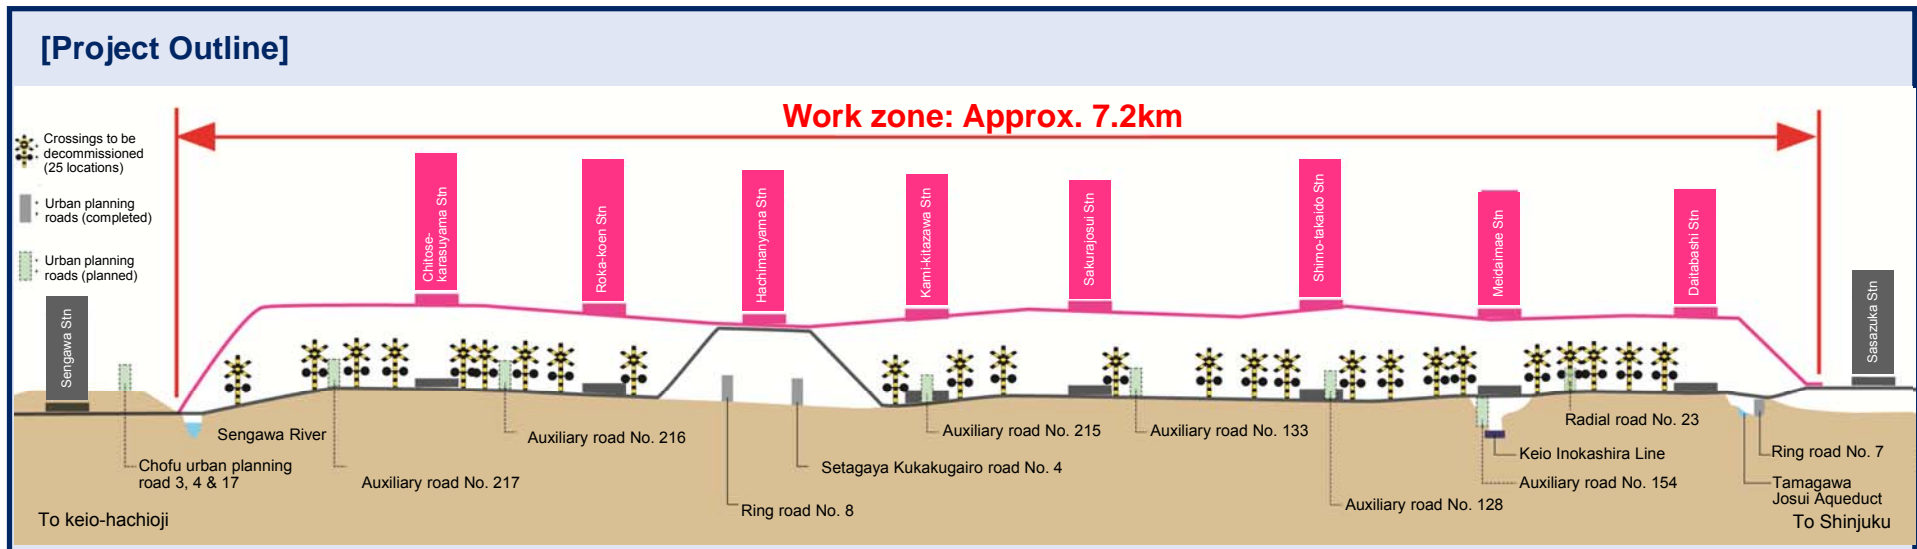 [Project Outline]
Work zone: Approx. 7.2km
Crossings to be
decommissioned
(25 locations)
Urban planning
roads (completed)
Urban planning
roads (planned)
Sengawa Stn
Chitose-
karasuyama Stn
Roka-koen Stn
Hachimanyama Stn
Kami-kitazawa Stn
Sakurajosui Stn
Shimo-takaido Stn
Meidaimae Stn
Daitabashi Stn
Sasazuka Stn
Sengawa River
Chofu urban planning
road 3, 4 & 17
Auxiliary road No. 217
Auxiliary road No. 216
Ring road No. 8
Setagaya Kukakugairo road No. 4
Auxiliary road No. 215
Auxiliary road No. 133
Auxiliary road No. 128
Radial road No. 23
Keio Inokashira Line
Auxiliary road No. 154
Ring road No. 7
Tamagawa
Josui Aqueduct
To keio-hachioji
To Shinjuku